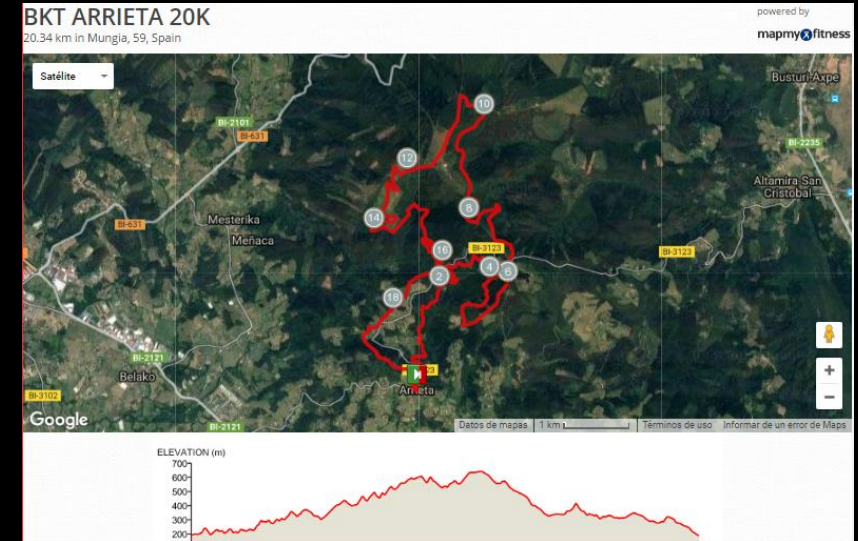 BKT ARRIETA 20K
20.34 km in Mungia, 59, Spain
powered by
mapmyfitness
Satélite
Busturi-Axpe
10
BI-2101
BI-631
BI-2235
12
Altamira-San
Cristobal
8
14
Mesterika
BI-631
Meñaca
16
BI-3123
BI-3123
4
6
2
18
BI-2121
Belako
Arrieta
BI-3102
Google
BI-2121
Datos de mapas
1 km
Términos de uso
Informar de un error de Maps
+
−
ELEVATION (m)
700
600
500
400
300
200